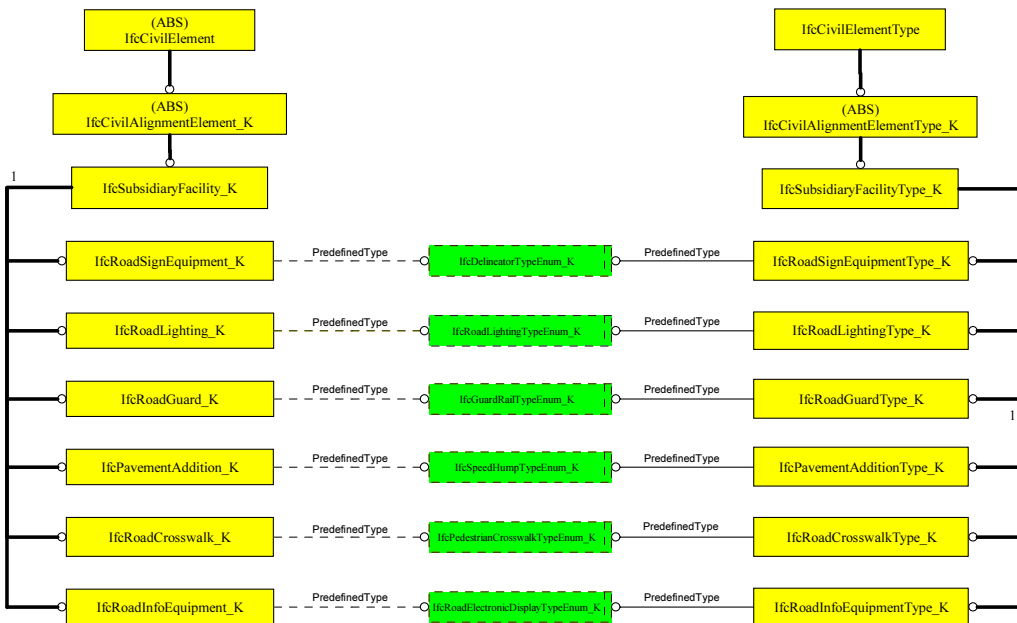 (ABS)
IfcCivilElement
IfcCivilElementType
(ABS)
IfcCivilAlignmentElement_K
(ABS)
IfcCivilAlignmentElementType_K
1
IfcSubsidiaryFacility_K
IfcSubsidiaryFacilityType_K
IfcRoadSignEquipment_K
PredefinedType
IfcDelineatorTypeEnum_K
PredefinedType
IfcRoadSignEquipmentType_K
IfcRoadLighting_K
PredefinedType
IfcRoadLightingTypeEnum_K
PredefinedType
IfcRoadLightingType_K
IfcRoadGuard_K
PredefinedType
IfcGuardRailTypeEnum_K
PredefinedType
IfcRoadGuardType_K
1
IfcPavementAddition_K
PredefinedType
IfcSpeedHumpTypeEnum_K
PredefinedType
IfcPavementAdditionType_K
IfcRoadCrosswalk_K
PredefinedType
IfcPedestrianCrosswalkTypeEnum_K
PredefinedType
IfcRoadCrosswalkType_K
IfcRoadInfoEquipment_K
PredefinedType
IfcRoadElectronicDisplayTypeEnum_K
PredefinedType
IfcRoadInfoEquipmentType_K